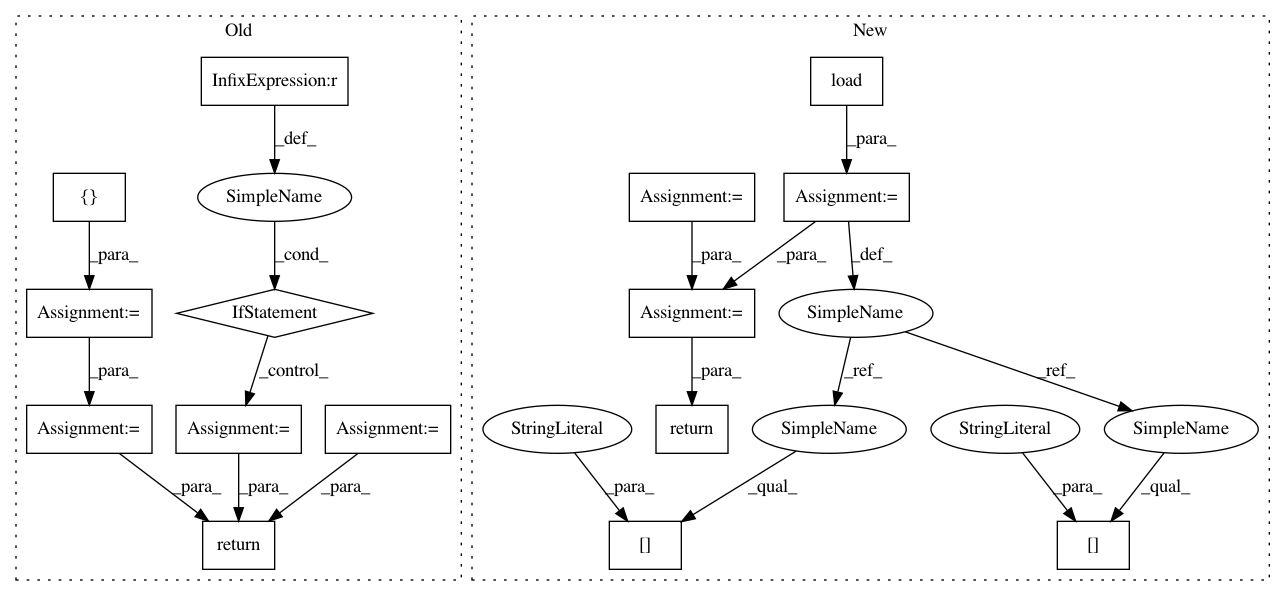 Old
New
InfixExpression:r
load
_def_
_para_
{}
SimpleName
Assignment:=
Assignment:=
_para_
_cond_
_para_
_para_
_def_
Assignment:=
IfStatement
Assignment:=
SimpleName
_para_
_control_
_para_
_ref_
_ref_
Assignment:=
Assignment:=
Assignment:=
StringLiteral
return
SimpleName
StringLiteral
SimpleName
_para_
_para_
_para_
_para_
_qual_
_para_
_qual_
return
[]
[]